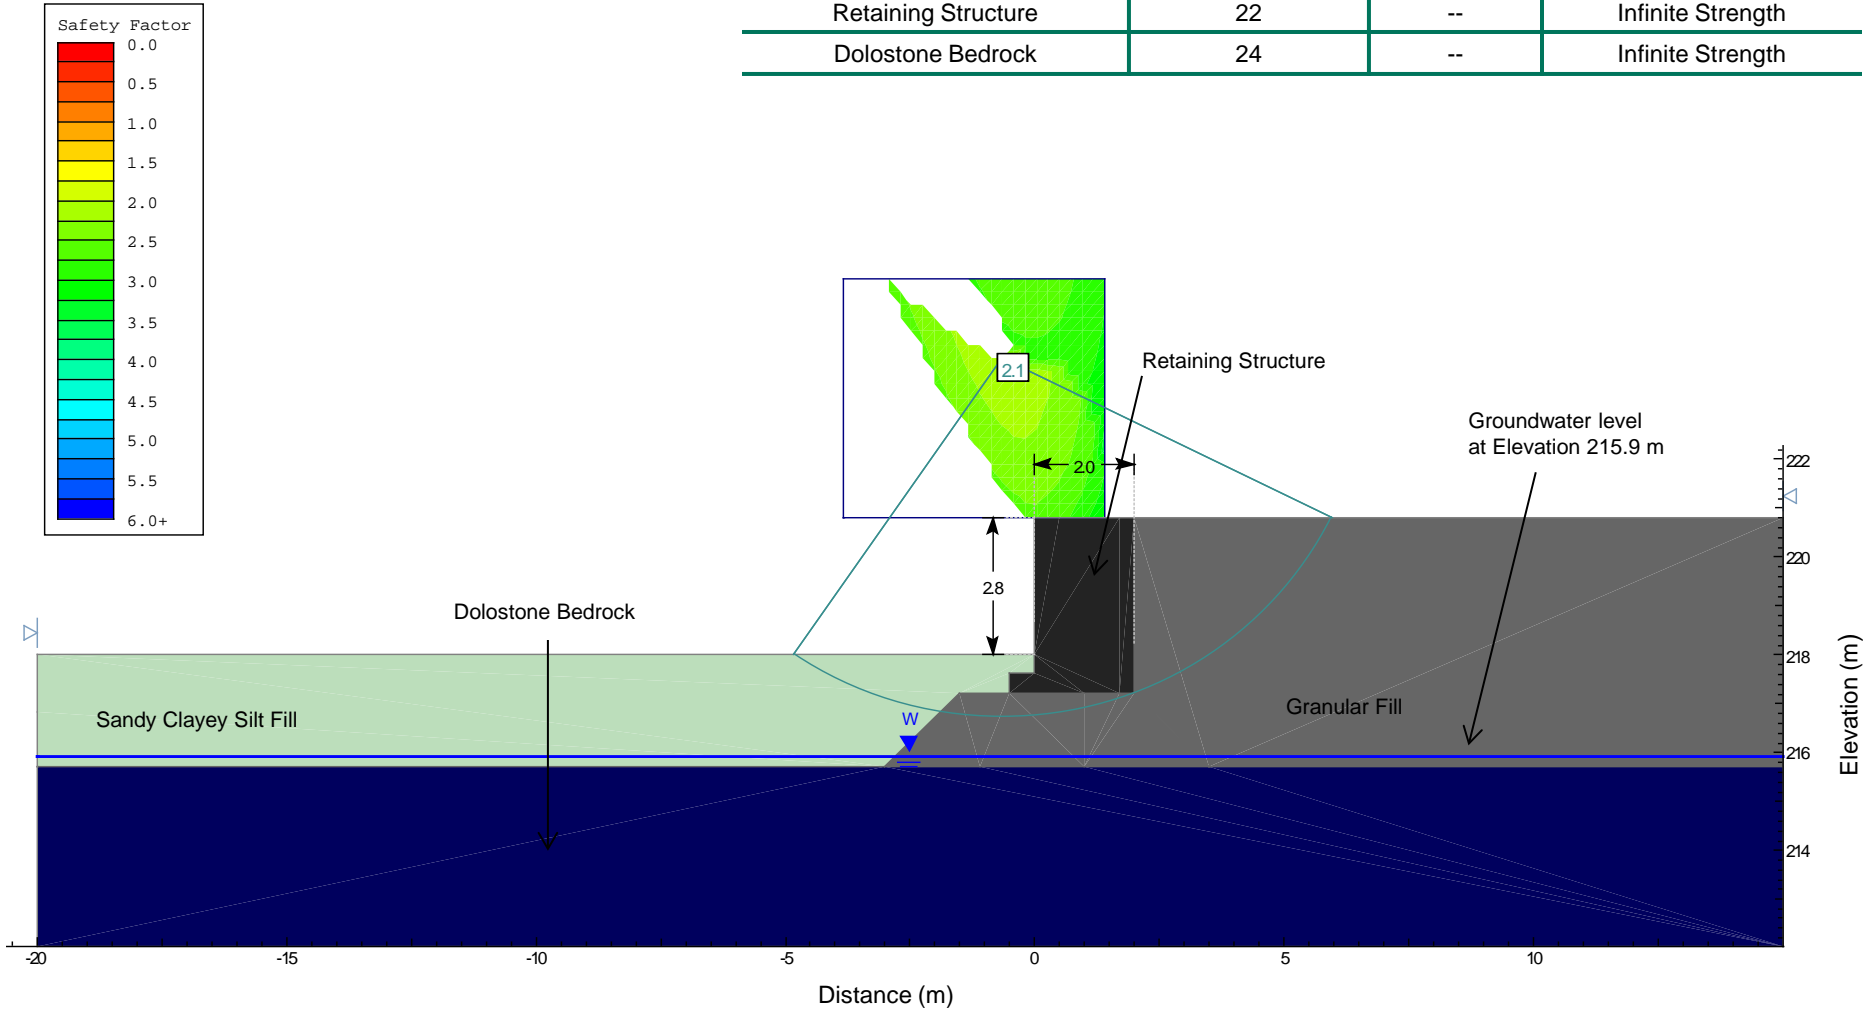 Safety Factor
0.0
0.5
1.0
1.5
2.0
2.5
3.0
3.5
4.0
4.5
5.0
5.5
6.0+
Retaining Structure 22 -- Infinite Strength
Dolostone Bedrock 24 -- Infinite Strength
2.1
Retaining Structure
Groundwater level
at Elevation 215.9 m
2.0
2.8
Dolostone Bedrock
Sandy Clayey Silt Fill
W
Granular Fill
222
220
218
216
214
Elevation (m)
-20 -15 -10 -5 0 5 10
Distance (m)